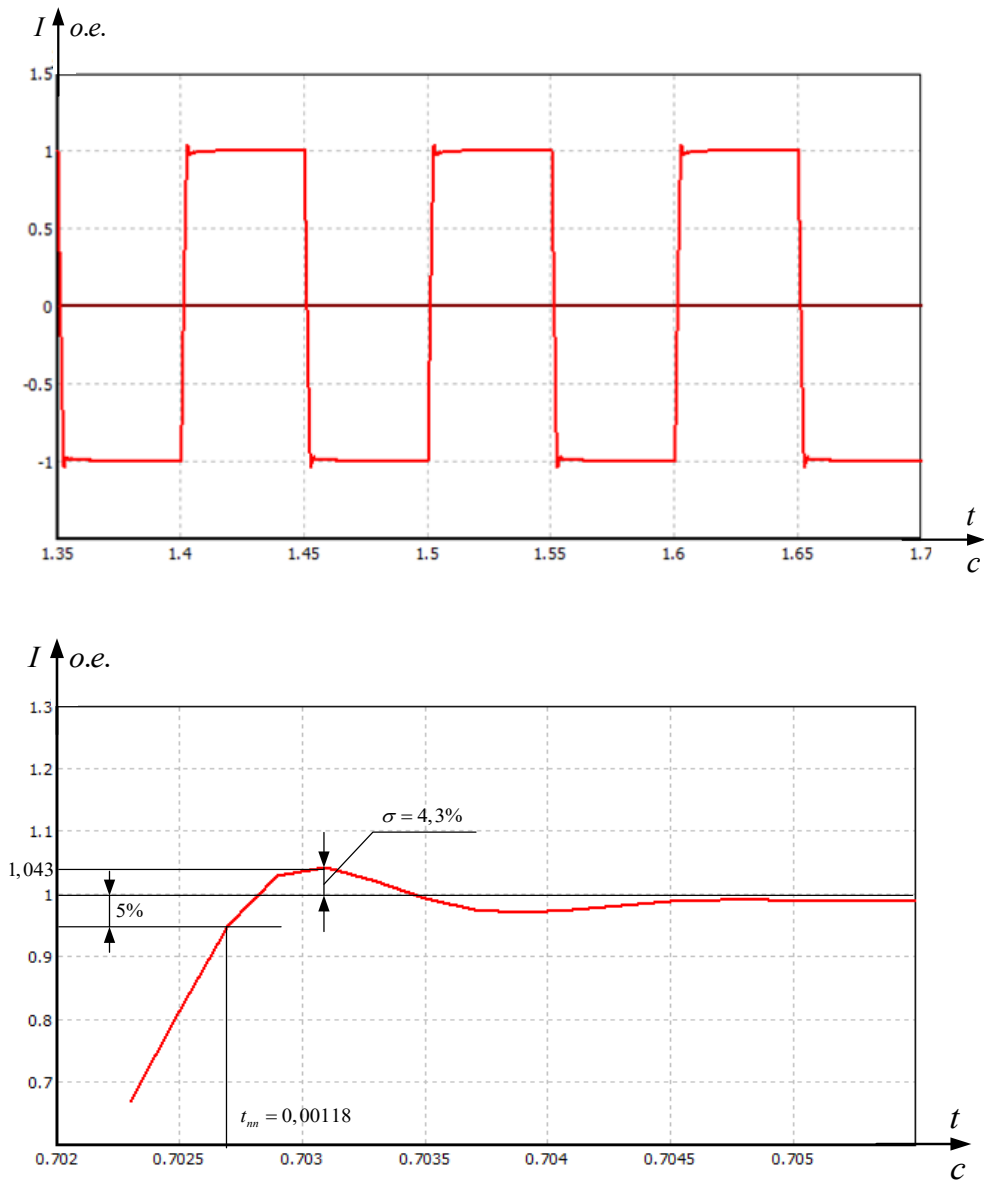 I o.e.
1.5
1
0.5
0
-0.5
-1
1.35 1.4 1.45 1.5 1.55 1.6 1.65 1.7
t
c
I o.e.
1.3
1.2
1.1
σ = 4,3%
1,043
1
5%
0.9
0.8
0.7
t_nn = 0,00118
0.702 0.7025 0.703 0.7035 0.704 0.7045 0.705
t
c